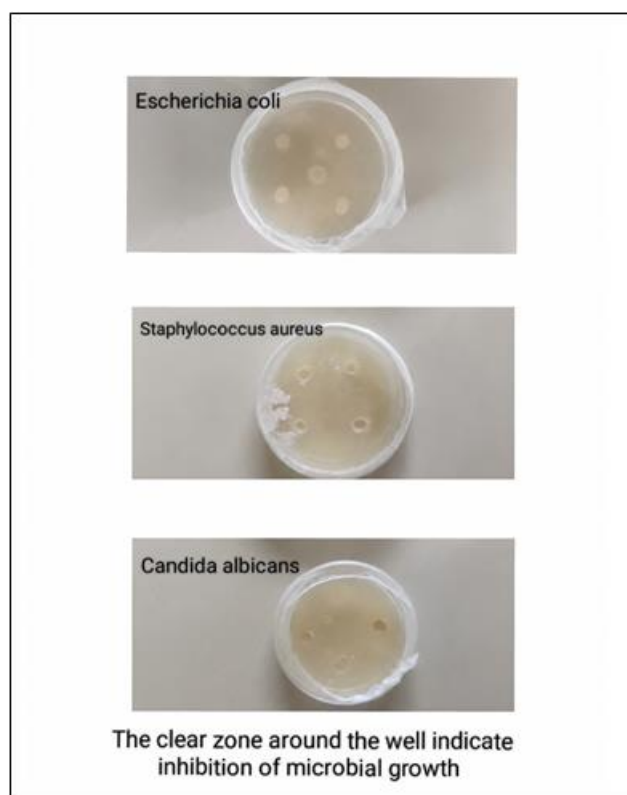 Escherichia coli
Staphylococcus aureus
Candida albicans
The clear zone around the well indicate
inhibition of microbial growth